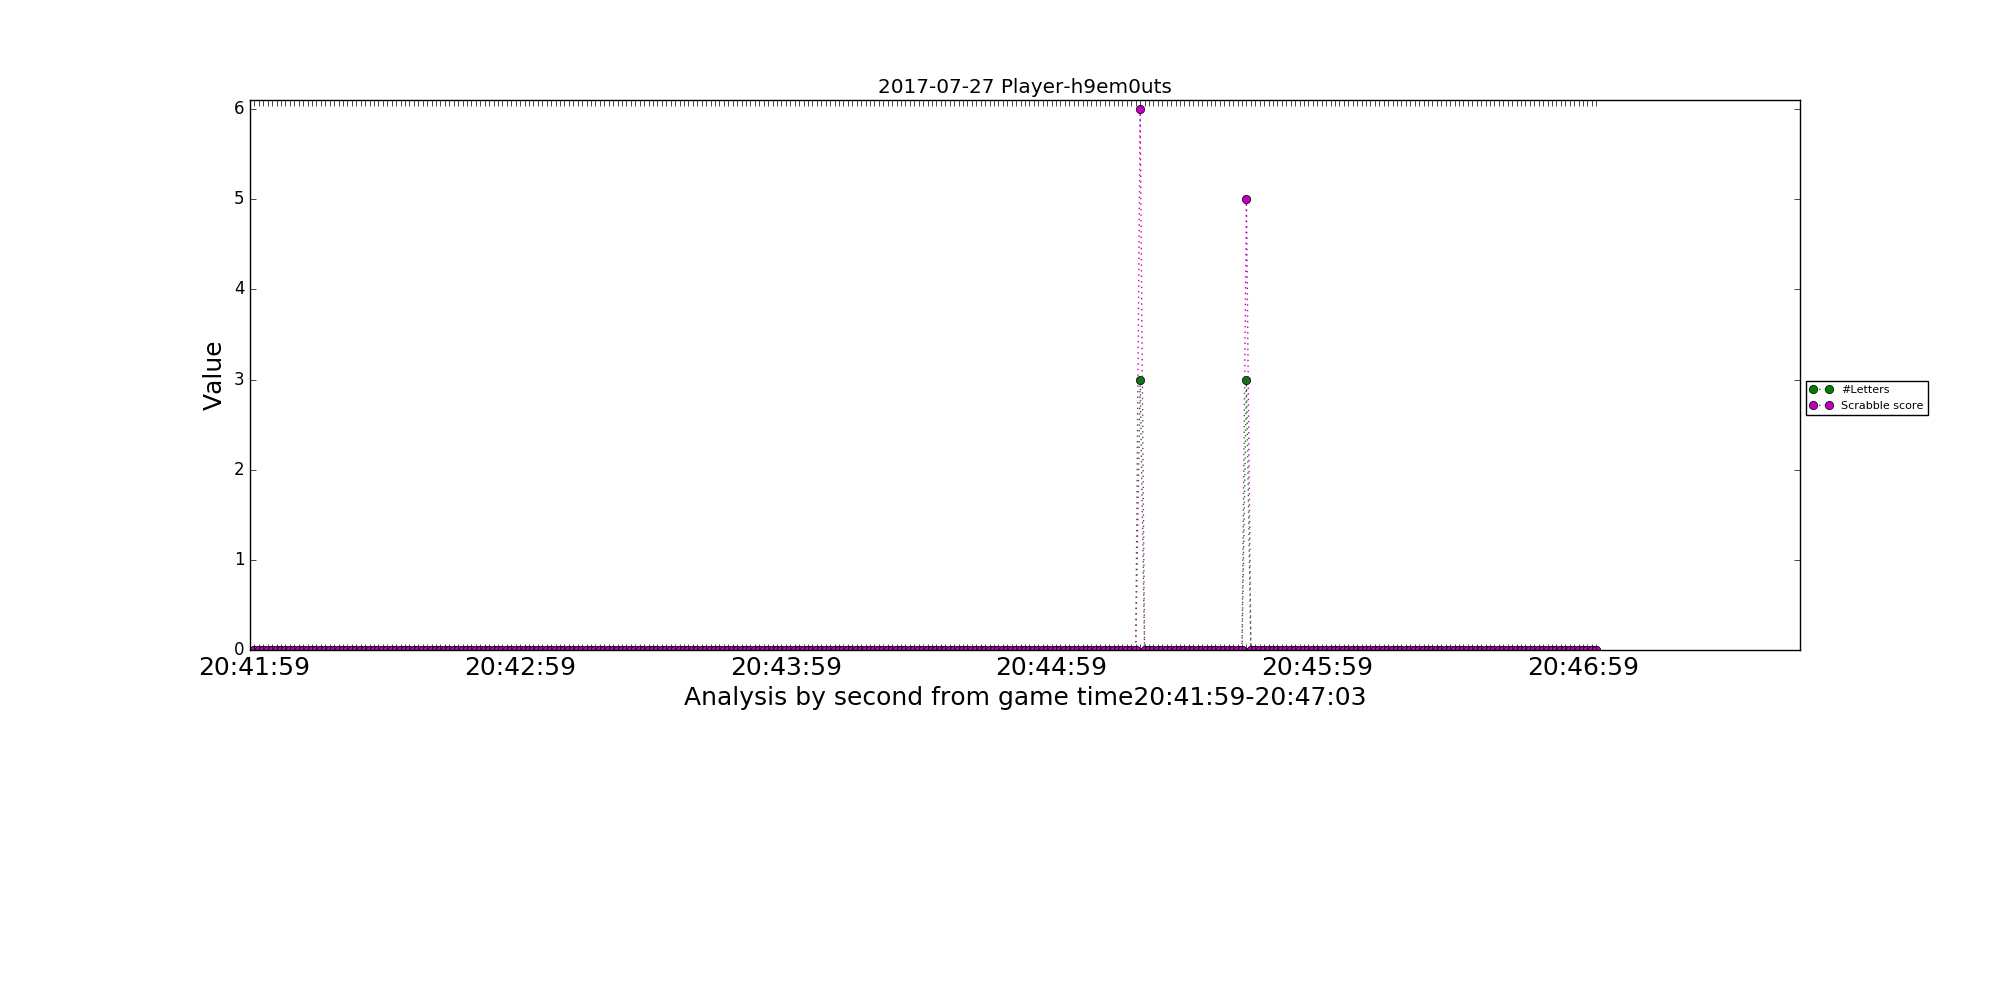 2017-07-27 Player-h9em0uts
6
5
4
3
2
1
0
Value
20:41:59 20:42:59 20:43:59 20:44:59 20:45:59 20:46:59
Analysis by second from game time20:41:59-20:47:03
#Letters
Scrabble score